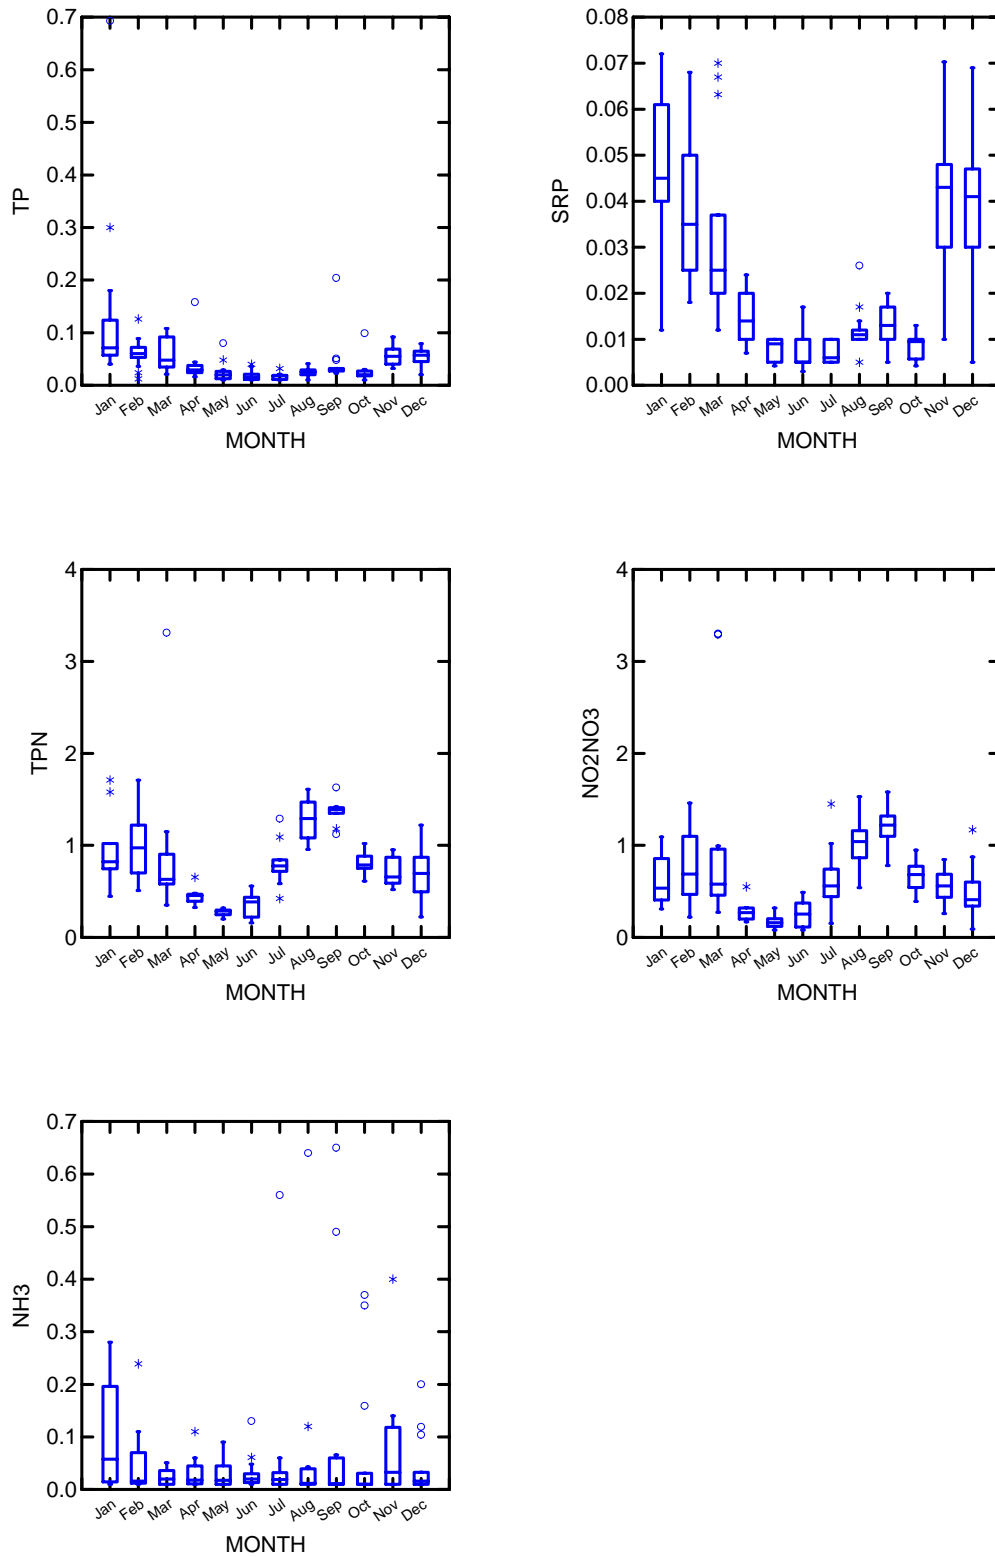 0.7
0.6
0.5
0.4
0.3
0.2
0.1
0.0
TP
Jan Feb Mar Apr May Jun Jul Aug Sep Oct Nov Dec
MONTH
0.08
0.07
0.06
0.05
0.04
0.03
0.02
0.01
0.00
SRP
Jan Feb Mar Apr May Jun Jul Aug Sep Oct Nov Dec
MONTH
4
3
2
1
0
TPN
Jan Feb Mar Apr May Jun Jul Aug Sep Oct Nov Dec
MONTH
4
3
2
1
0
NO2NO3
Jan Feb Mar Apr May Jun Jul Aug Sep Oct Nov Dec
MONTH
0.7
0.6
0.5
0.4
0.3
0.2
0.1
0.0
NH3
Jan Feb Mar Apr May Jun Jul Aug Sep Oct Nov Dec
MONTH